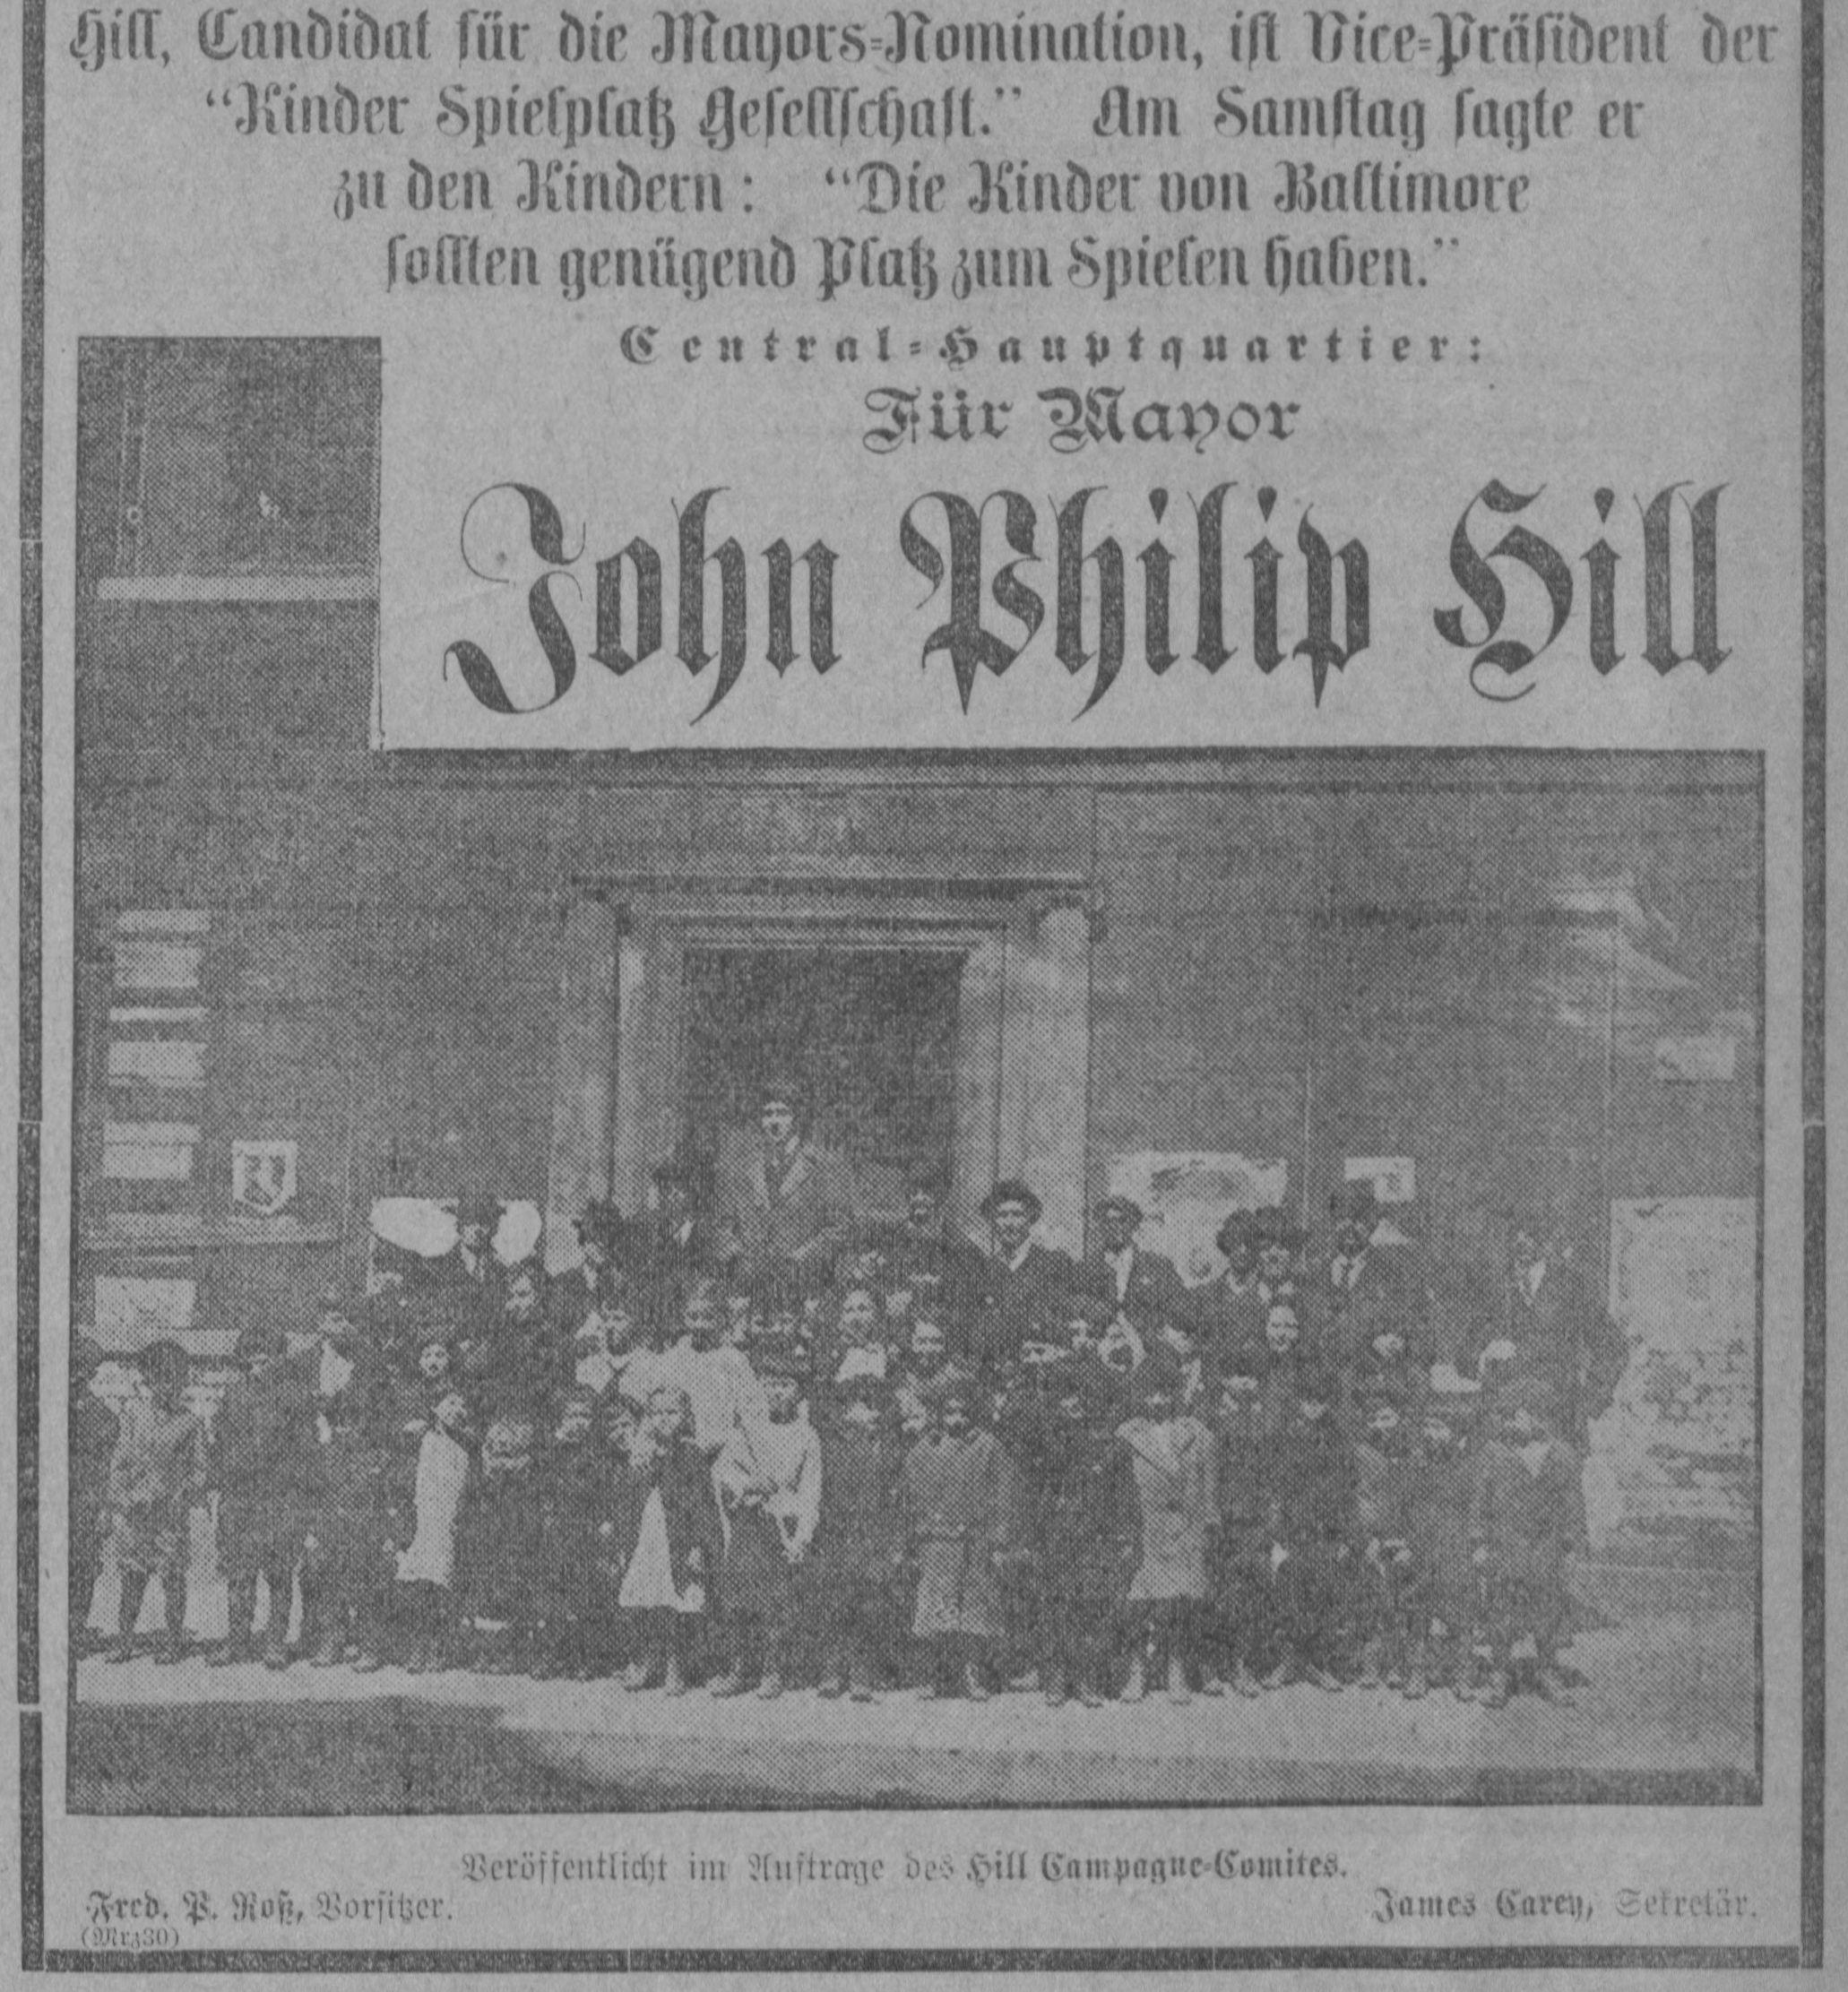 Hill, Candidat für die Mayors-Nomination, ist Vice-Präsident der
“Kinder Spielplatz Gesellschaft.” Am Samstag sagte er
zu den Kindern: “Die Kinder von Baltimore
sollten genügend Platz zum Spielen haben.”
Central-Hauptquartier:
Für Mayor
John Philip Hill
Veröffentlicht im Auftrage des Hill Campagne-Comites.
Fred. P. Roß, Vorsitzer.
James Carey, Sekretär.
(Mrz30)